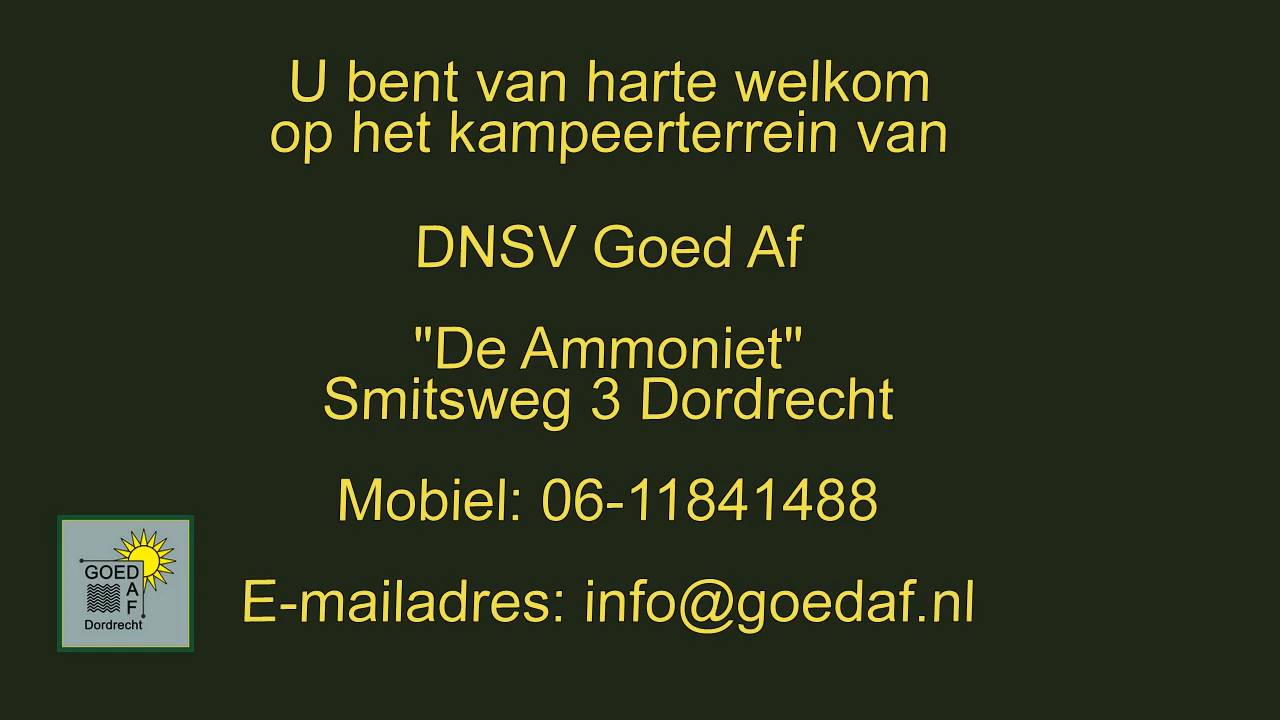 U bent van harte welkom
op het kampeerterrein van
DNSV Goed Af
"De Ammoniet"
Smitsweg 3 Dordrecht
Mobiel: 06-11841488
E-mailadres: info@goedaf.nl
GOED
A
F
Dordrecht